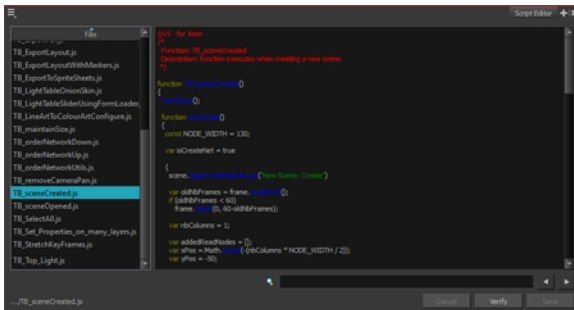 Script Editor
File
TB_ExportLayout.js
TB_ExportLayoutWithMarkers.js
TB_ExportToSpriteSheets.js
TB_LightTableOnionSkin.js
TB_LightTableSliderUsingFormLoader.
TB_LineArtToColourArtConfigure.js
TB_maintainSize.js
TB_orderNetworkDown.js
TB_orderNetworkUp.js
TB_orderNetworkUtils.js
TB_removeCameraPan.js
TB_sceneCreated.js
TB_sceneOpened.js
TB_SelectAll.js
TB_Set_Properties_on_many_layers.js
TB_StretchKeyFrames.js
TB_Top_Light.js
//v5 - for Anim
/*
Function: TB_sceneCreated
Description: function executes when creating a new scene.
*/
function TB_sceneCreated()
{
();
function ()
{
const NODE_WIDTH = 130;
var isCreateNet = true
{
scene.("New Scene: Create")
var oldNbFrames = frame.();
if (oldNbFrames < 60)
frame.(0, 60-oldNbFrames);
var nbColumns = 1;
var addedReadNodes = [];
var xPos = Math.(-(nbColumns * NODE_WIDTH / 2));
var yPos = -50;
.../TB_sceneCreated.js
Cancel
Verify
Save